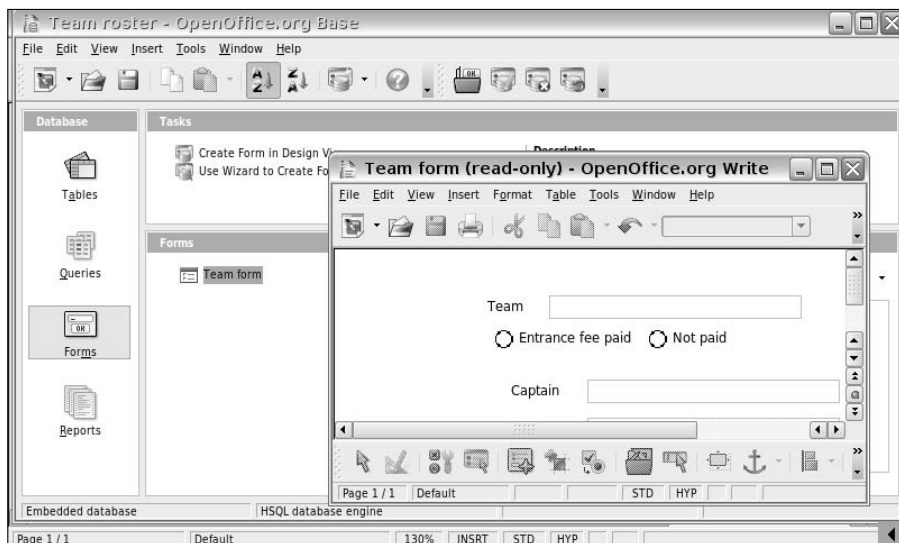 Team roster - OpenOffice.org Base
File Edit View Insert Tools Window Help
Database
Tasks
Create Form in Design Vi
Use Wizard to Create Fo
Description
Tables
Queries
Forms
Reports
Forms
Team form
Team form (read-only) - OpenOffice.org Write
File Edit View Insert Format Table Tools Window Help
Team
Entrance fee paid Not paid
Captain
Page 1 / 1 Default STD HYP
Embedded database HSQL database engine
Page 1 / 1 Default 130% INSRT STD HYP